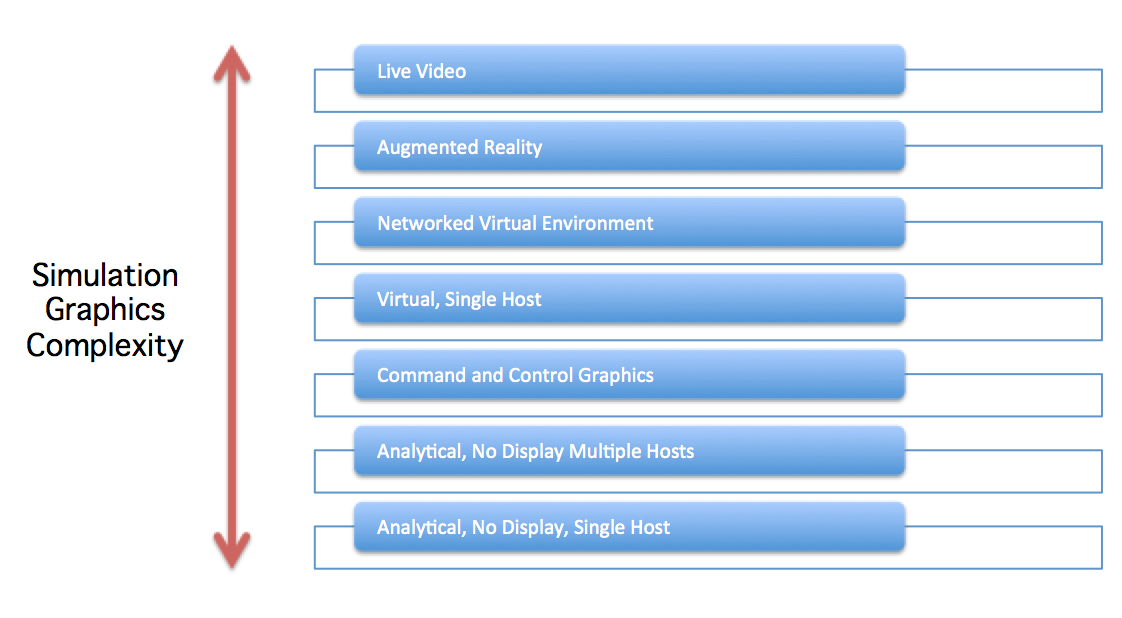 Live Video
Augmented Reality
Networked Virtual Environment
Simulation
Graphics
Complexity
Virtual, Single Host
Command and Control Graphics
Analytical, No Display Multiple Hosts
Analytical, No Display, Single Host